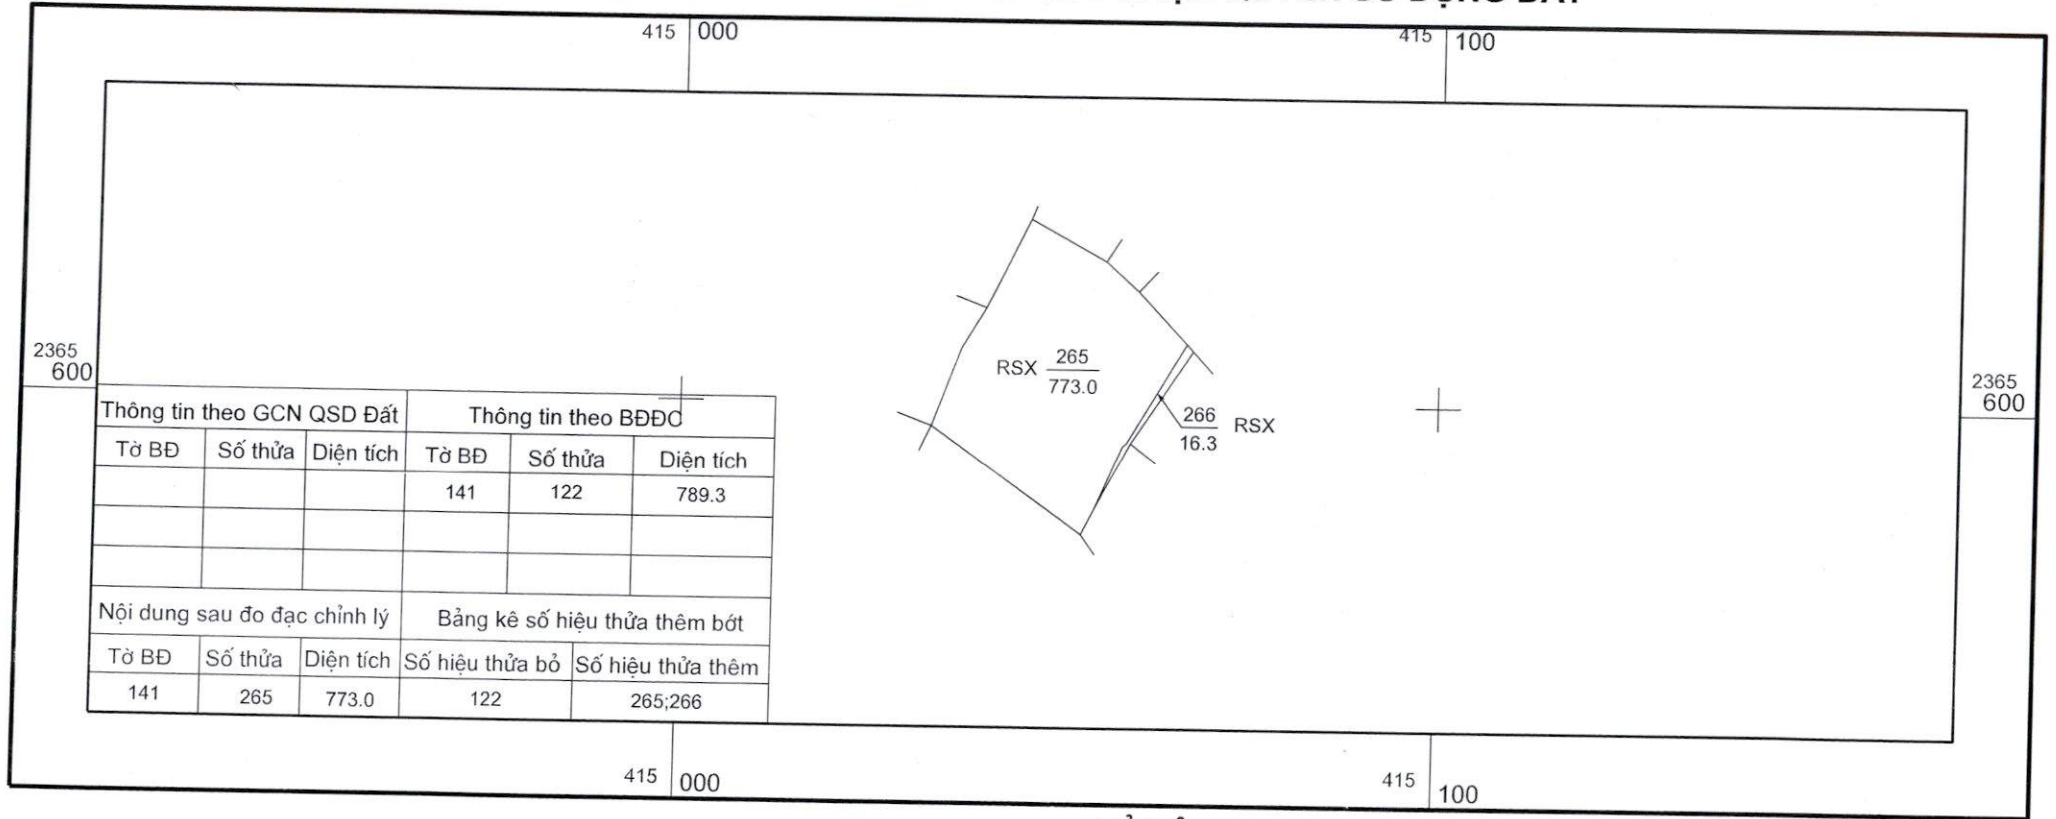 415 000
415 100
2365
600
RSX 265
773.0
266 RSX
16.3
2365
600
Thông tin theo GCN QSD Đất Thông tin theo BĐĐC
Tờ BĐ Số thửa Diện tích Tờ BĐ Số thửa Diện tích
141 122 789.3
Nội dung sau đo đạc chỉnh lý Bảng kê số hiệu thửa thêm bớt
Tờ BĐ Số thửa Diện tích Số hiệu thửa bỏ Số hiệu thửa thêm
141 265 773.0 122 265;266
415 000
415 100